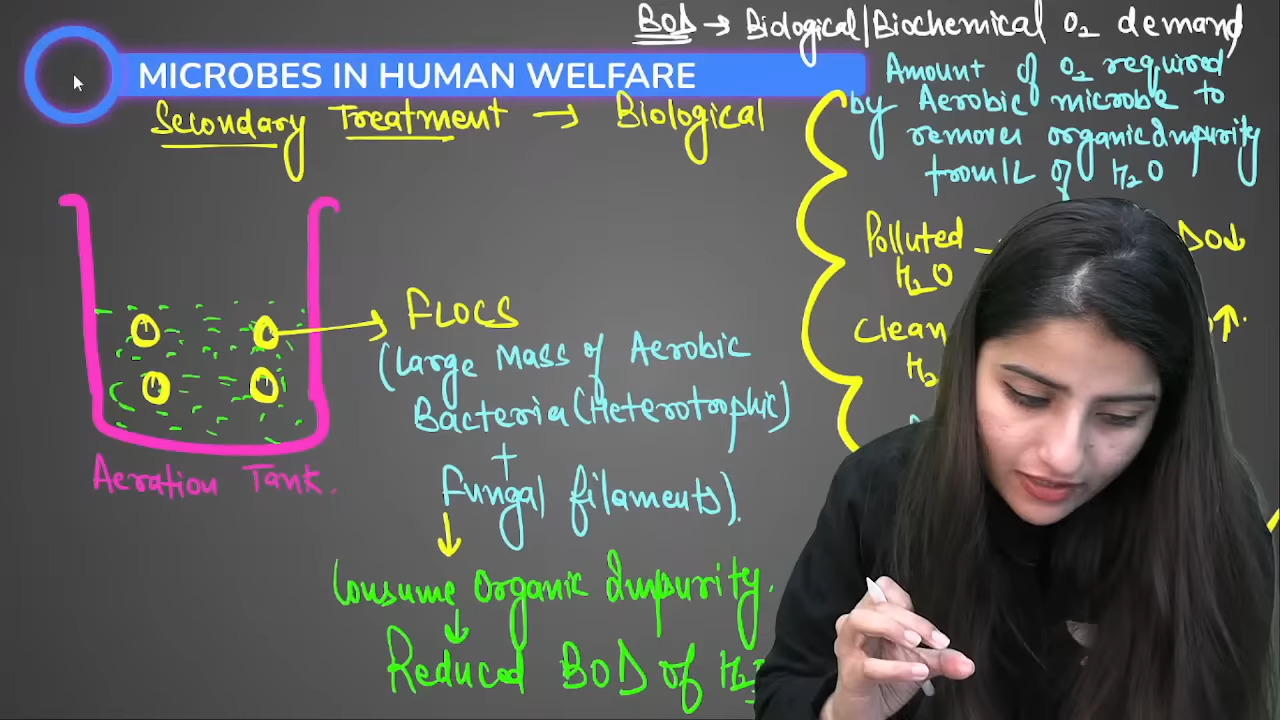 BOD → Biological/Biochemical O₂ demand
MICROBES IN HUMAN WELFARE
Secondary Treatment → Biological
Amount of O₂ required
by Aerobic microbe to
remover organic Impurity
from 1L of H₂O
Polluted → DO↓
H₂O
Clean ↑.
FLOCS
(Large Mass of Aerobic
Bacteria (Heterotrophic)
+
Fungal filaments).
Aeration Tank.
↓
Consume Organic Impurity.
↓
Reduced BOD of